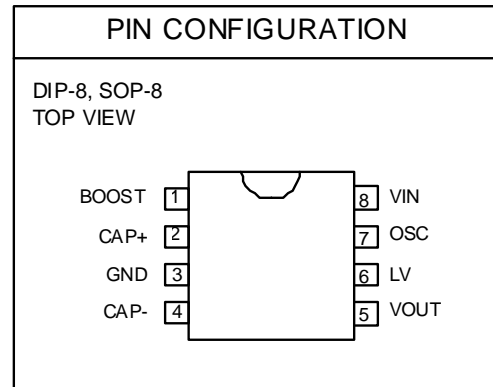 PIN CONFIGURATION
DIP-8, SOP-8
TOP VIEW
BOOST 1 8 VIN
CAP+ 2 7 OSC
GND 3 6 LV
CAP- 4 5 VOUT